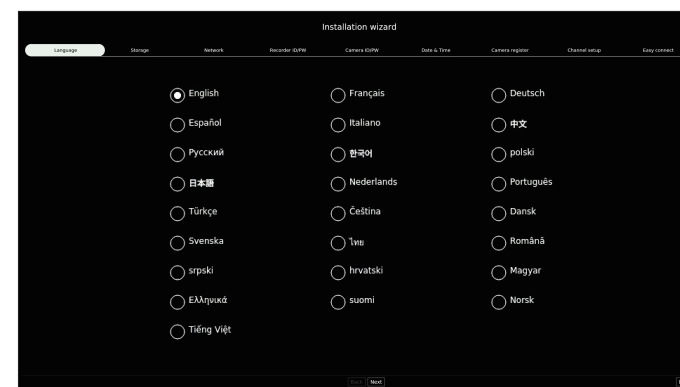 Installation wizard
Language Storage Network Recorder ID/PW Camera ID/PW Date & Time Camera register Channel setup Easy connect
English Français Deutsch
Español Italiano 中文
Русский 한국어 polski
日本語 Nederlands Português
Türkçe Čeština Dansk
Svenska ไทย Română
srpski hrvatski Magyar
Ελληνικά suomi Norsk
Tiếng Việt
Back Next